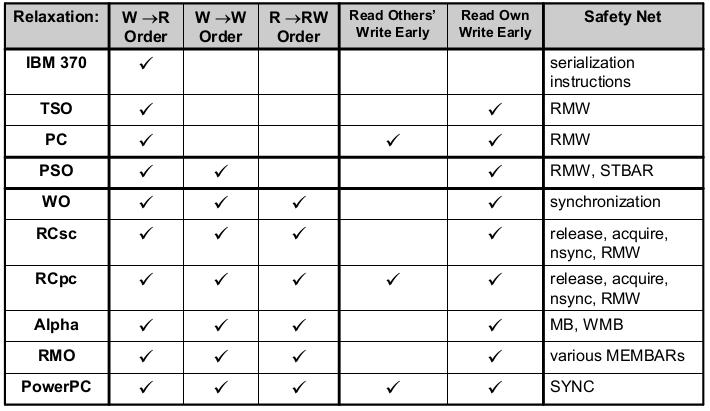 Relaxation: W →R Order W →W Order R →RW Order Read Others’ Write Early Read Own Write Early Safety Net
IBM 370 ✓ serialization instructions
TSO ✓ ✓ RMW
PC ✓ ✓ ✓ RMW
PSO ✓ ✓ ✓ RMW, STBAR
WO ✓ ✓ ✓ ✓ synchronization
RCsc ✓ ✓ ✓ ✓ release, acquire, nsync, RMW
RCpc ✓ ✓ ✓ ✓ ✓ release, acquire, nsync, RMW
Alpha ✓ ✓ ✓ ✓ MB, WMB
RMO ✓ ✓ ✓ ✓ various MEMBARs
PowerPC ✓ ✓ ✓ ✓ ✓ SYNC